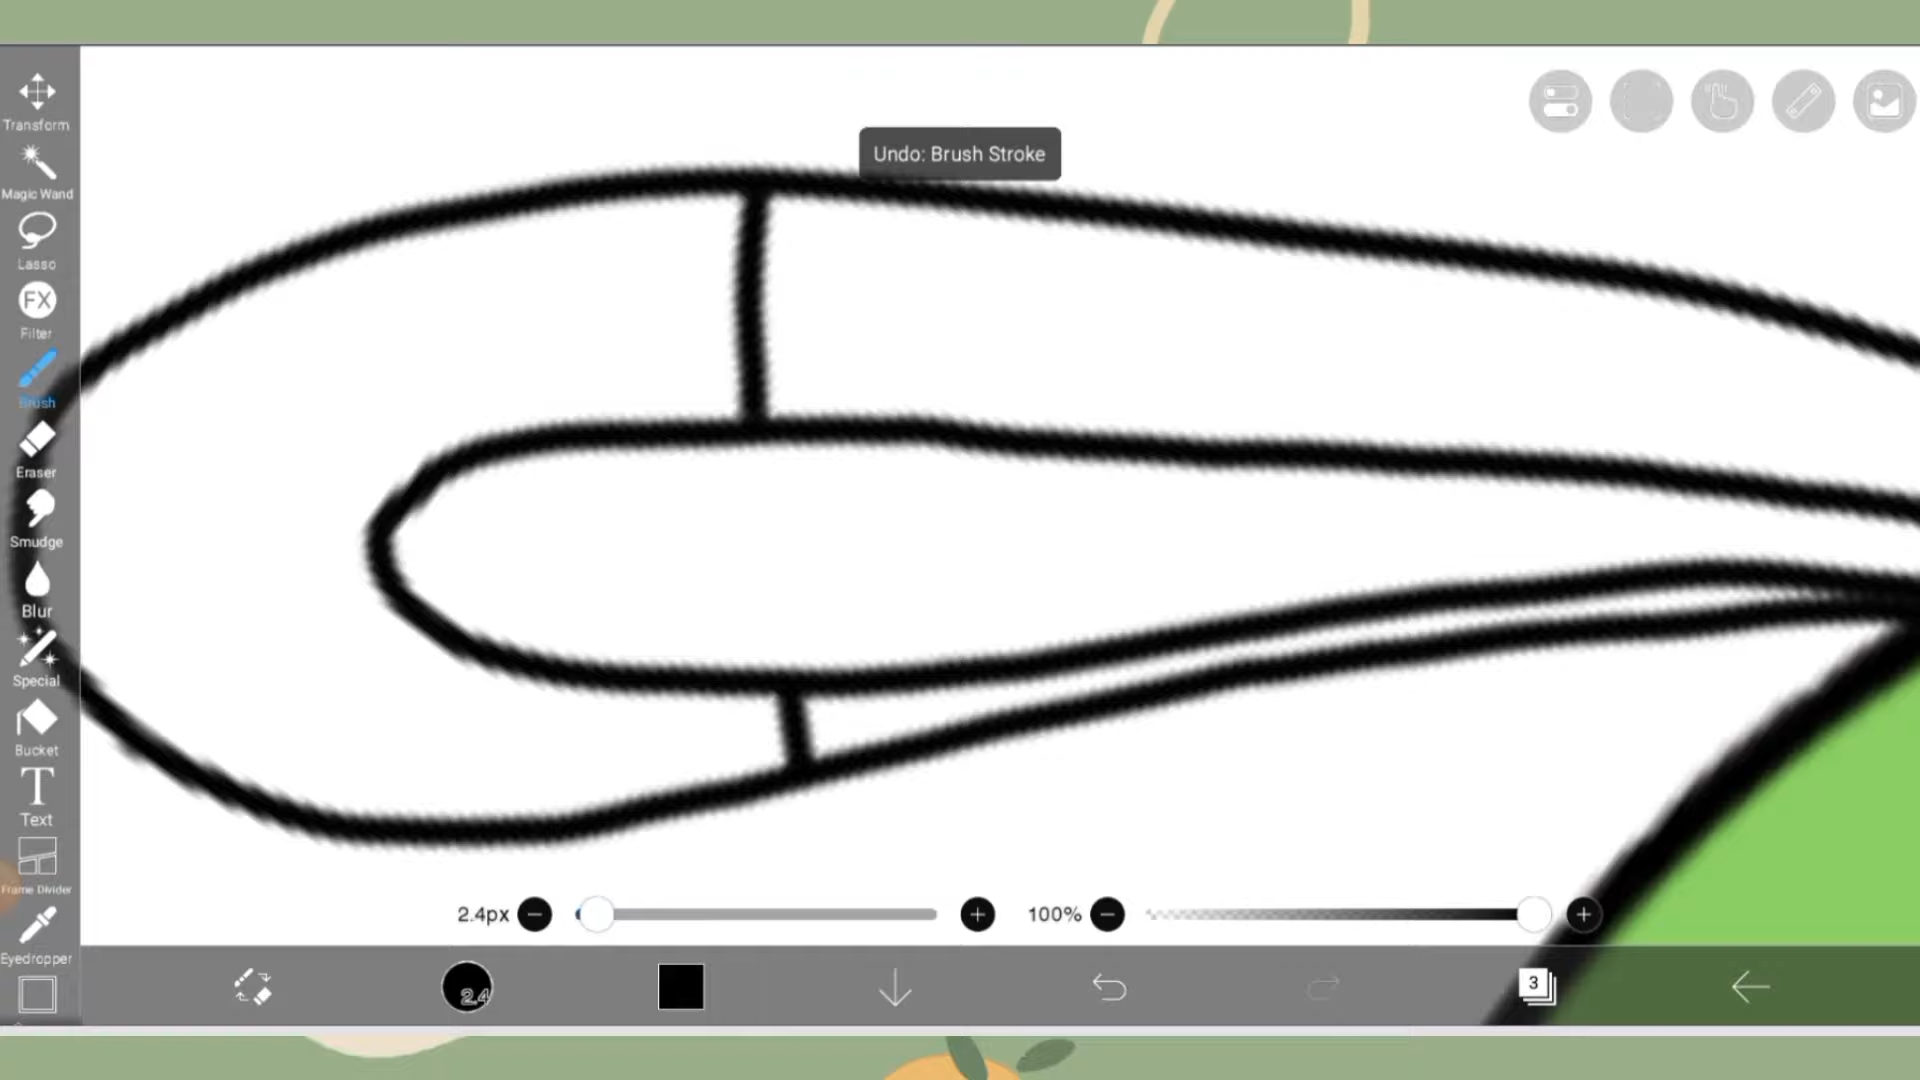 Transform
Magic Wand
Lasso
FX
Filter
Brush
Eraser
Smudge
Blur
Special
Bucket
T
Text
Frame Divider
Eyedropper
Undo: Brush Stroke
2.4px
100%
2.4
3